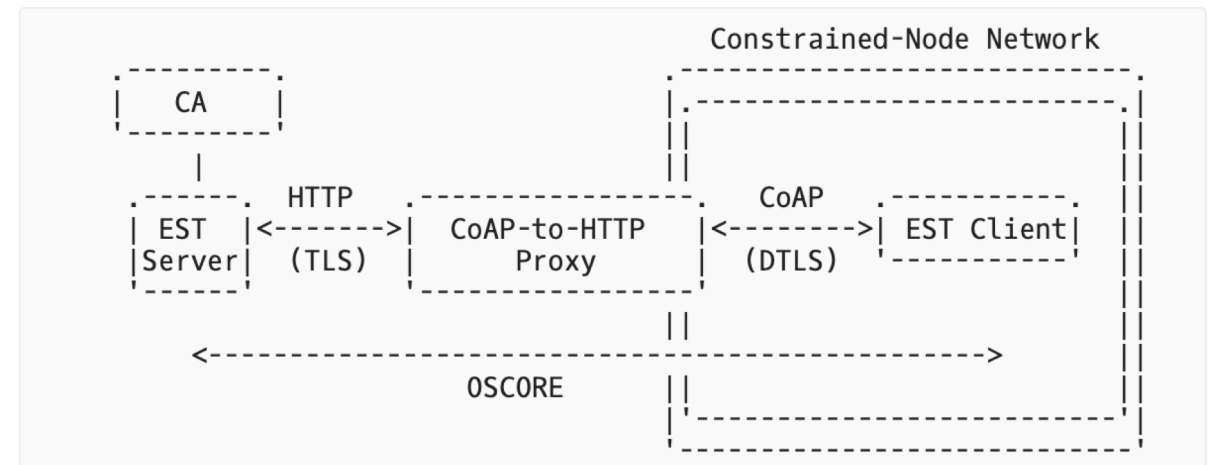 Constrained-Node Network
CA
HTTP CoAP
EST CoAP-to-HTTP EST Client
Server (TLS) Proxy (DTLS)
OSCORE